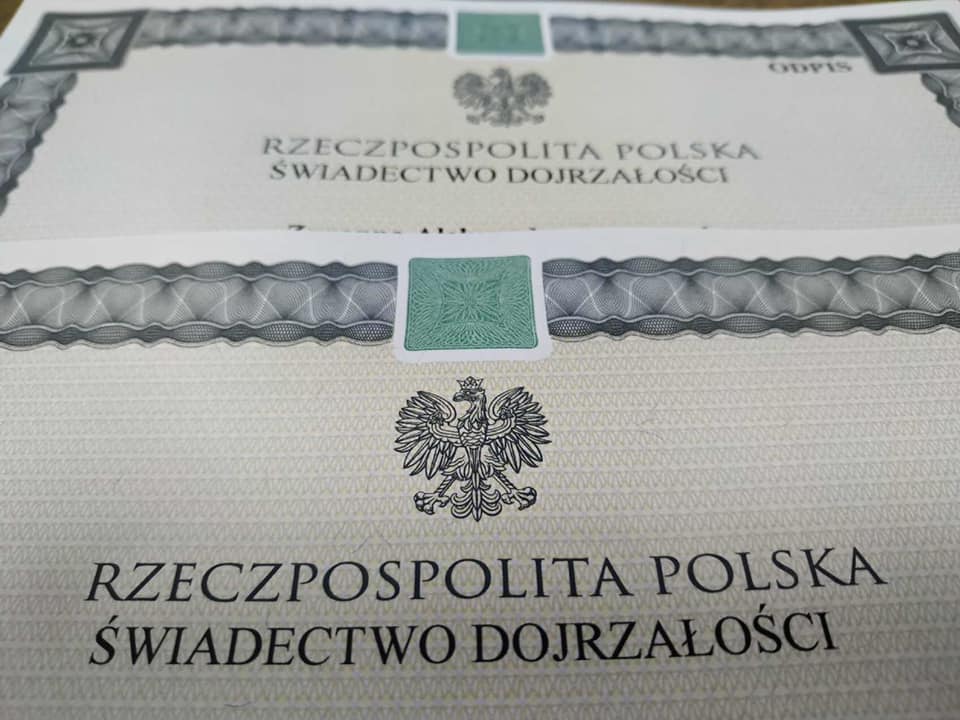 ODPIS
RZECZPOSPOLITA POLSKA
ŚWIADECTWO DOJRZAŁOŚCI
RZECZPOSPOLITA POLSKA
ŚWIADECTWO DOJRZAŁOŚCI